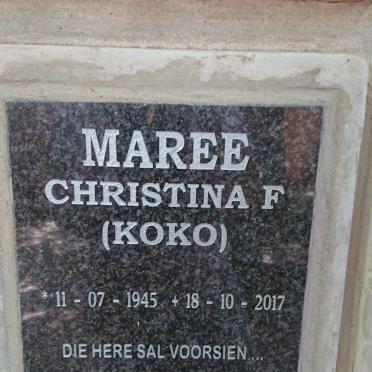 MAREE
CHRISTINA F
(KOKO)
* 11 - 07 - 1945 + 18 - 10 - 2017
DIE HERE SAL VOORSIEN....